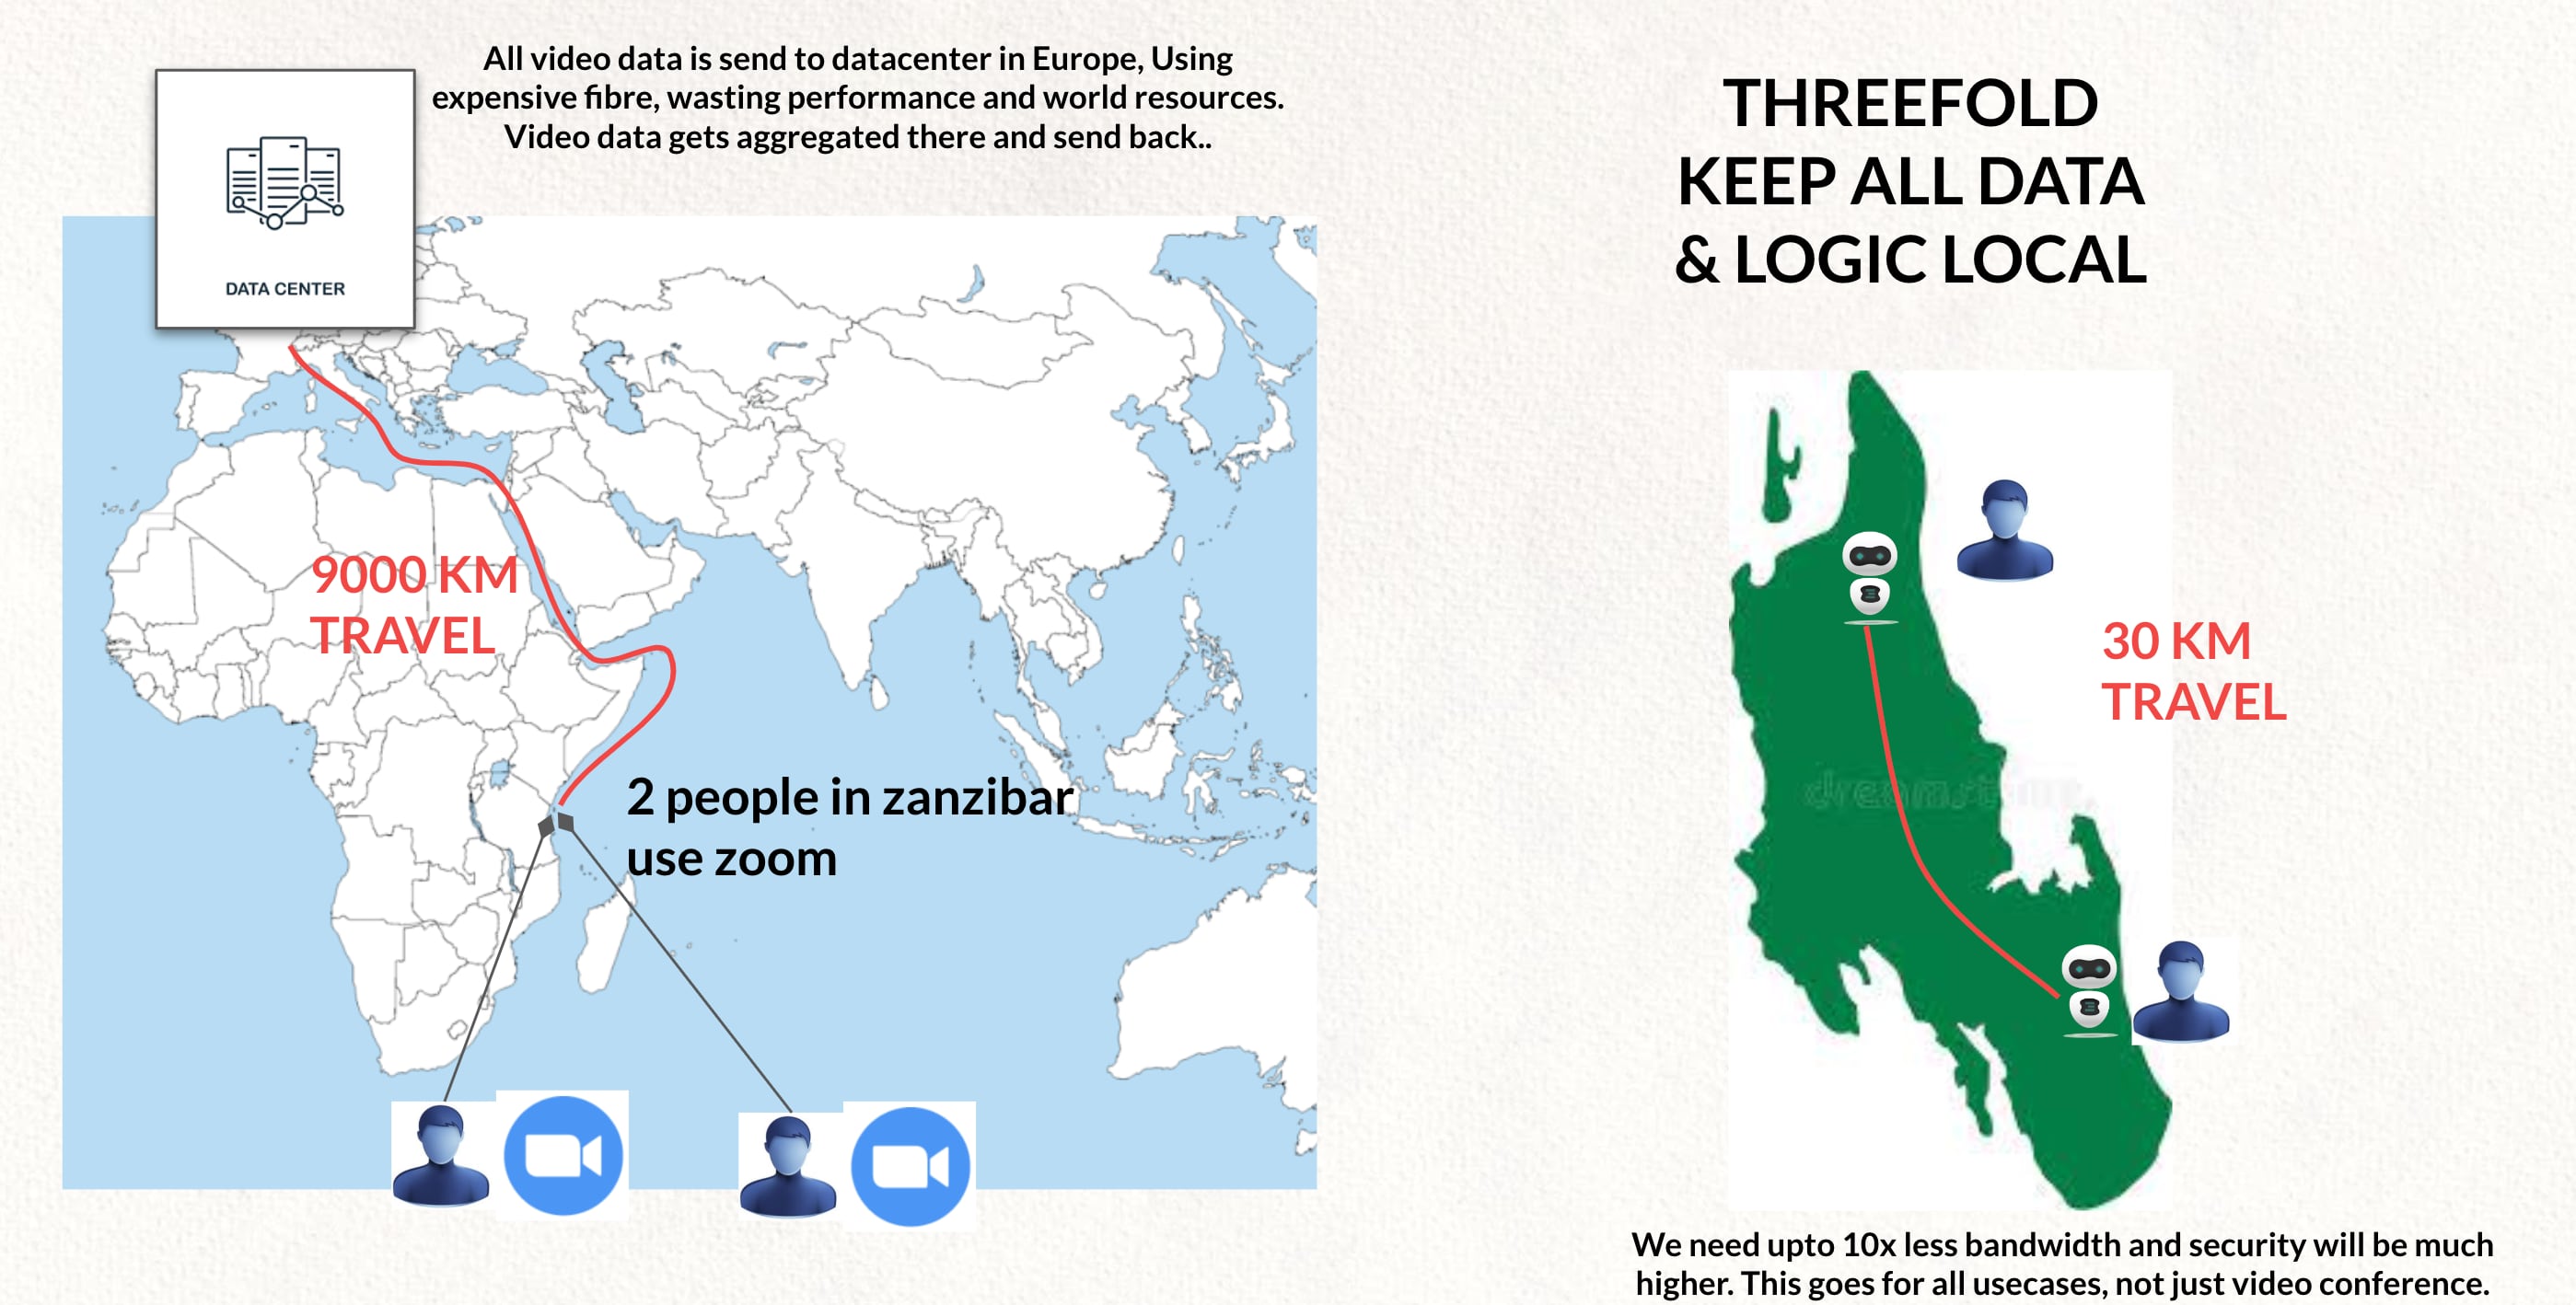 All video data is send to datacenter in Europe, Using
expensive fibre, wasting performance and world resources.
Video data gets aggregated there and send back..
DATA CENTER
9000 KM
TRAVEL
2 people in zanzibar
use zoom
THREEFOLD
KEEP ALL DATA
& LOGIC LOCAL
30 KM
TRAVEL
We need upto 10x less bandwidth and security will be much
higher. This goes for all usecases, not just video conference.